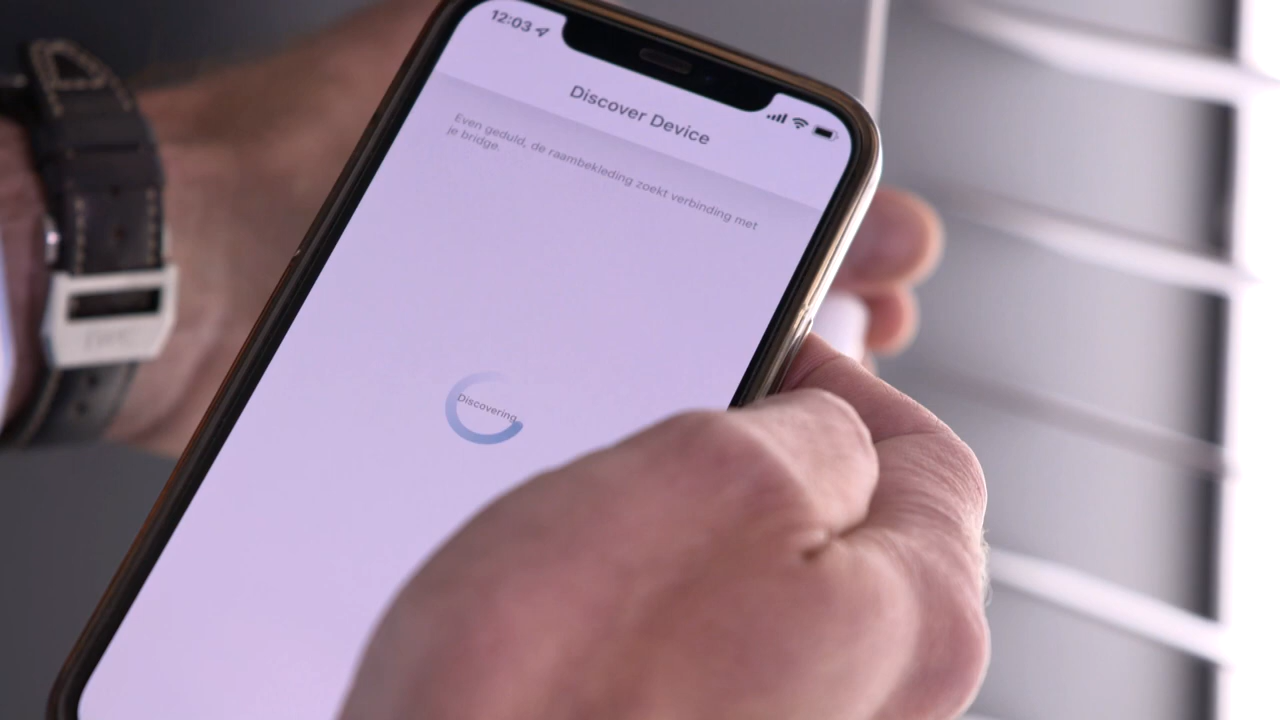 12:03
Discover Device
Even geduld, de raambekleding zoekt verbinding met
je bridge.
Discovering